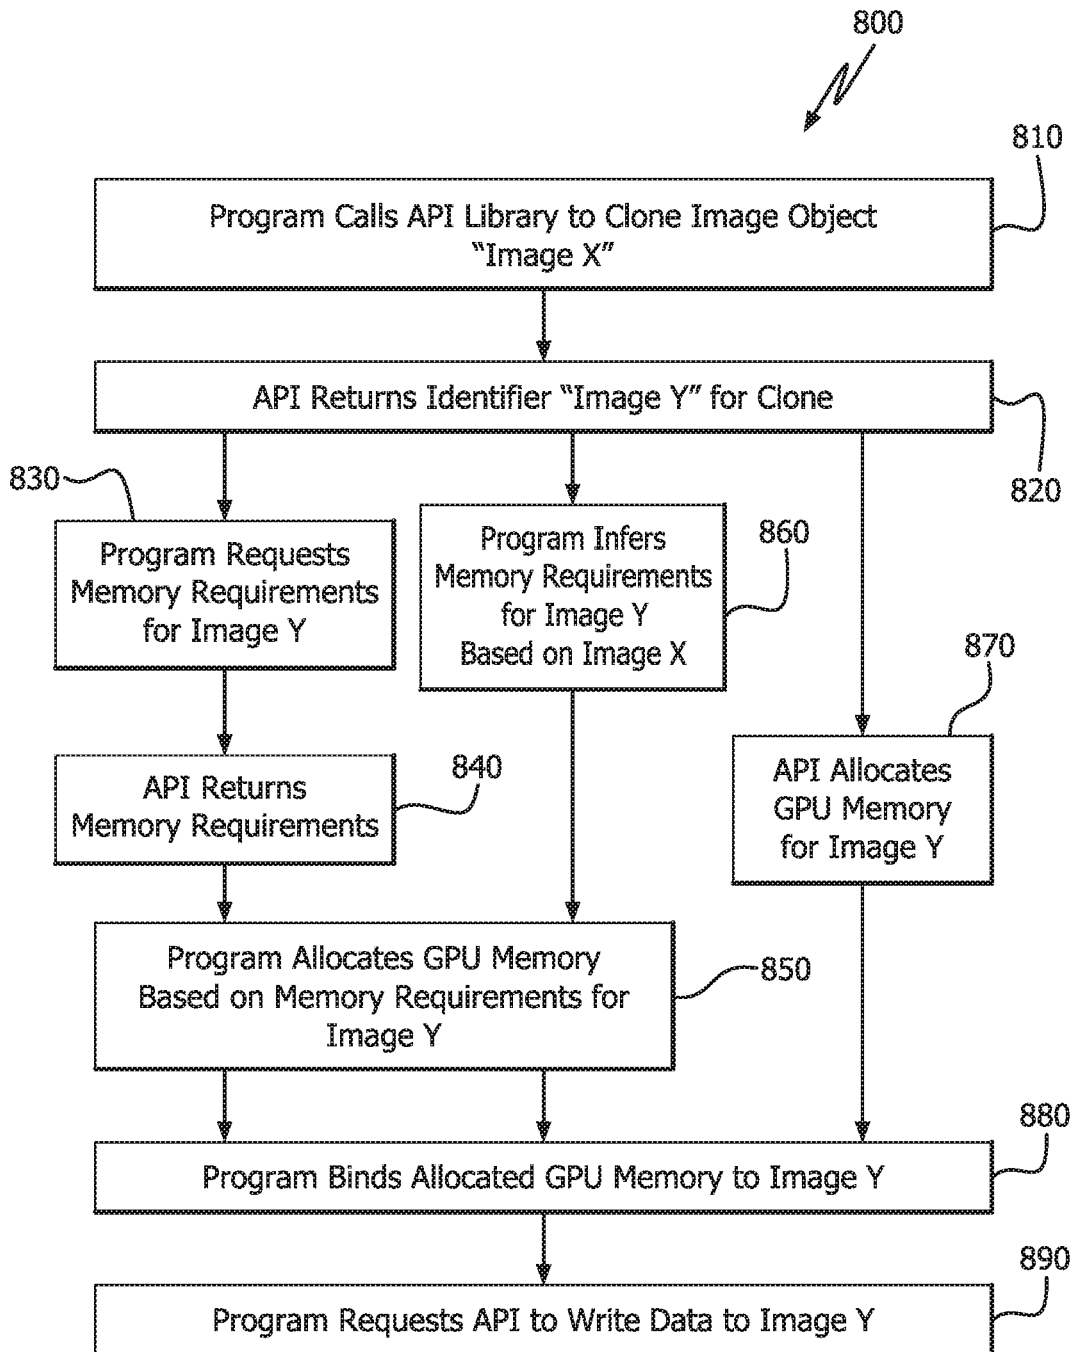 800
810
Program Calls API Library to Clone Image Object
“Image X”
API Returns Identifier “Image Y” for Clone
820
830
Program Requests
Memory Requirements
for Image Y
Program Infers
Memory Requirements
for Image Y
Based on Image X
860
870
API Returns
Memory Requirements
840
API Allocates
GPU Memory
for Image Y
Program Allocates GPU Memory
Based on Memory Requirements for
Image Y
850
880
Program Binds Allocated GPU Memory to Image Y
890
Program Requests API to Write Data to Image Y